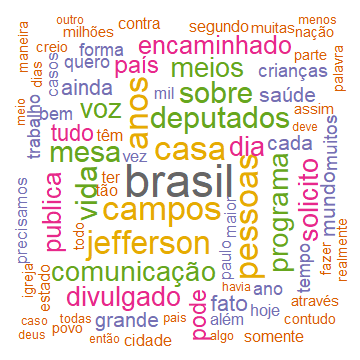 outro
menos
maneira
milhões
contra
segundo
muitas
nação
creio
forma
encaminhado
parte
palavra
dias
casos
quero
país
meios
crianças
ainda
anos
mil
sobre
saúde
meio
trabalho
bem
voz
deputados
assim
tudo
têm
deve
mesa
vez
casa
dia
cada
muitos
ter
tão
brasil
vida
precisamos
publica
campos
pessoas
programa
solicito
mundo
todo
jefferson
paulo
maior
tempo
fazer
realmente
igreja
estado
comunicação
havia
ano
através
divulgado
pode
fato
hoje
contudo
caso
todas
pais
grande
além
deus
povo
então
cidade
algo
somente